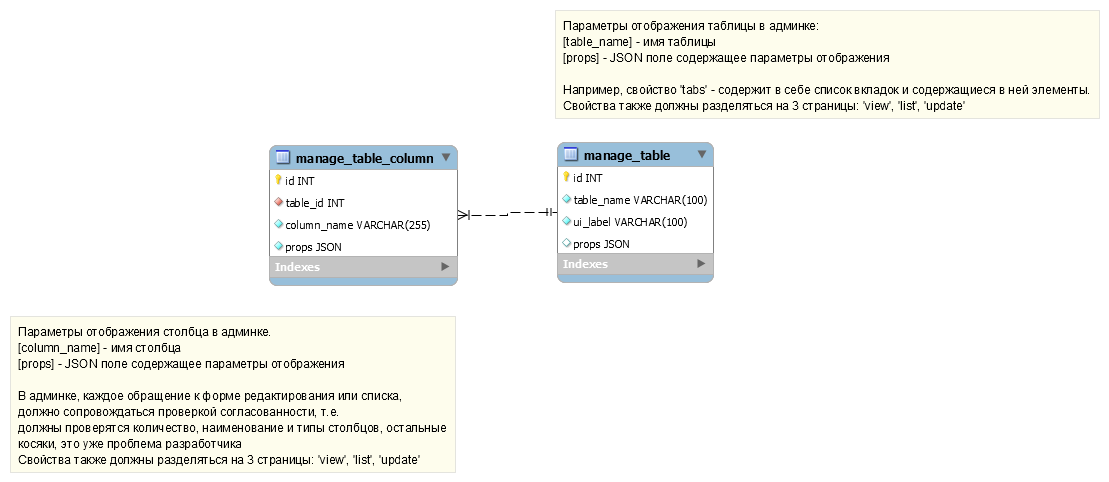 Параметры отображения таблицы в админке:
[table_name] - имя таблицы
[props] - JSON поле содержащее параметры отображения
Например, свойство 'tabs' - содержит в себе список вкладок и содержащиеся в ней элементы.
Свойства также должны разделяться на 3 страницы: 'view', 'list', 'update'
manage_table_column
id INT
table_id INT
column_name VARCHAR(255)
props JSON
Indexes
manage_table
id INT
table_name VARCHAR(100)
ui_label VARCHAR(100)
props JSON
Indexes
Параметры отображения столбца в админке.
[column_name] - имя столбца
[props] - JSON поле содержащее параметры отображения
В админке, каждое обращение к форме редактирования или списка,
должно сопровождаться проверкой согласованности, т.е.
должны проверятся количество, наименование и типы столбцов, остальные
косяки, это уже проблема разработчика
Свойства также должны разделяться на 3 страницы: 'view', 'list', 'update'